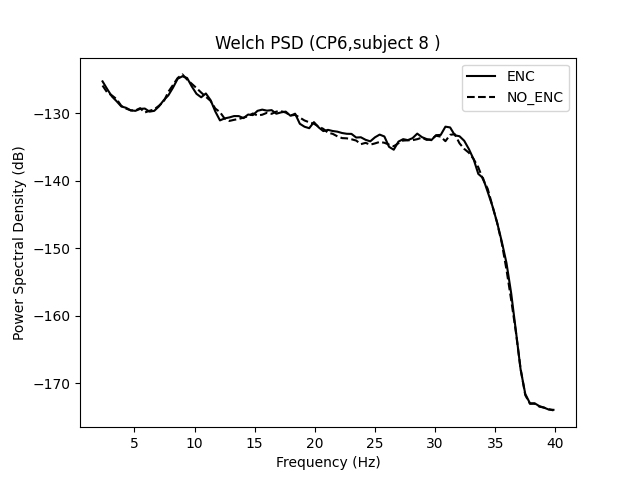 Welch PSD (CP6,subject 8 )
ENC
NO_ENC
Power Spectral Density (dB)
−130
−140
−150
−160
−170
5 10 15 20 25 30 35 40
Frequency (Hz)